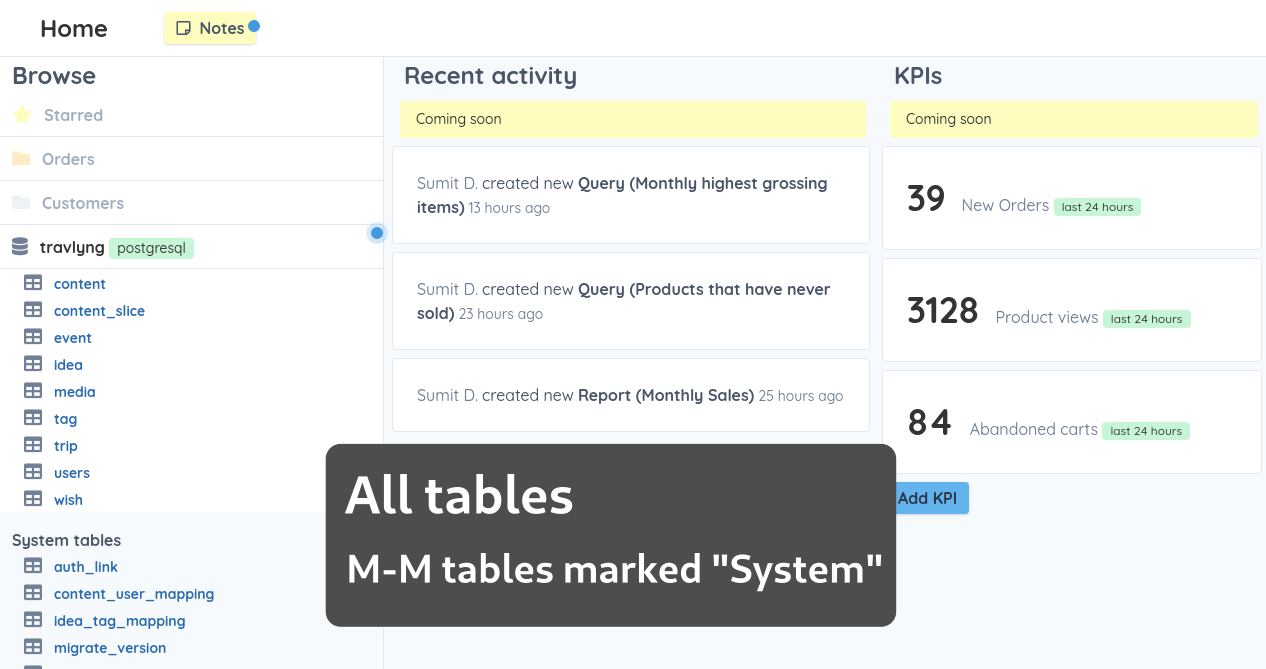 Home
Notes
Browse
Starred
Orders
Customers
travlyng postgresql
content
content_slice
event
idea
media
tag
trip
users
wish
System tables
auth_link
content_user_mapping
idea_tag_mapping
migrate_version
Recent activity
Coming soon
Sumit D. created new Query (Monthly highest grossing
items) 13 hours ago
Sumit D. created new Query (Products that have never
sold) 23 hours ago
Sumit D. created new Report (Monthly Sales) 25 hours ago
KPIs
Coming soon
39 New Orders last 24 hours
3128 Product views last 24 hours
84 Abandoned carts last 24 hours
Add KPI
All tables
M-M tables marked "System"